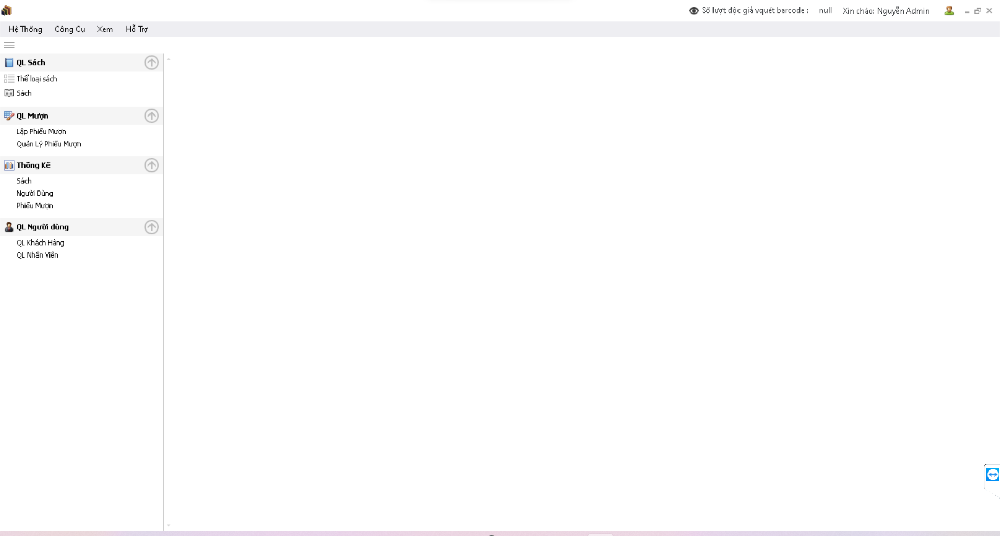 Số lượt độc giả vquét barcode : null Xin chào: Nguyễn Admin
Hệ Thống Công Cụ Xem Hỗ Trợ
QL Sách
Thể loại sách
Sách
QL Mượn
Lập Phiếu Mượn
Quản Lý Phiếu Mượn
Thống Kê
Sách
Người Dùng
Phiếu Mượn
QL Người dùng
QL Khách Hàng
QL Nhân Viên